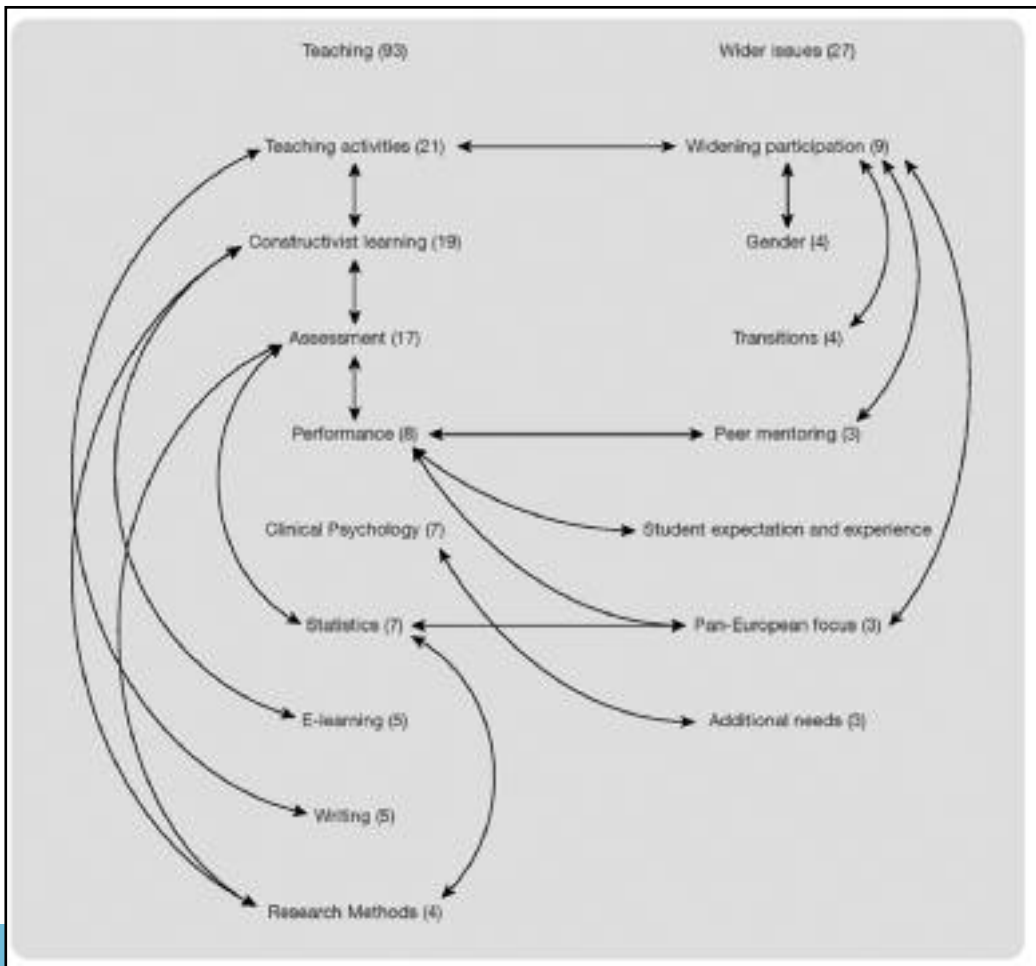 Teaching (93)
Wider issues (27)
Teaching activities (21)
Widening participation (9)
Constructivist learning (19)
Gender (4)
Assessment (17)
Transitions (4)
Performance (8)
Peer mentoring (3)
Clinical Psychology (7)
Student expectation and experience
Statistics (7)
Pan-European focus (3)
E-learning (5)
Additional needs (3)
Writing (5)
Research Methods (4)